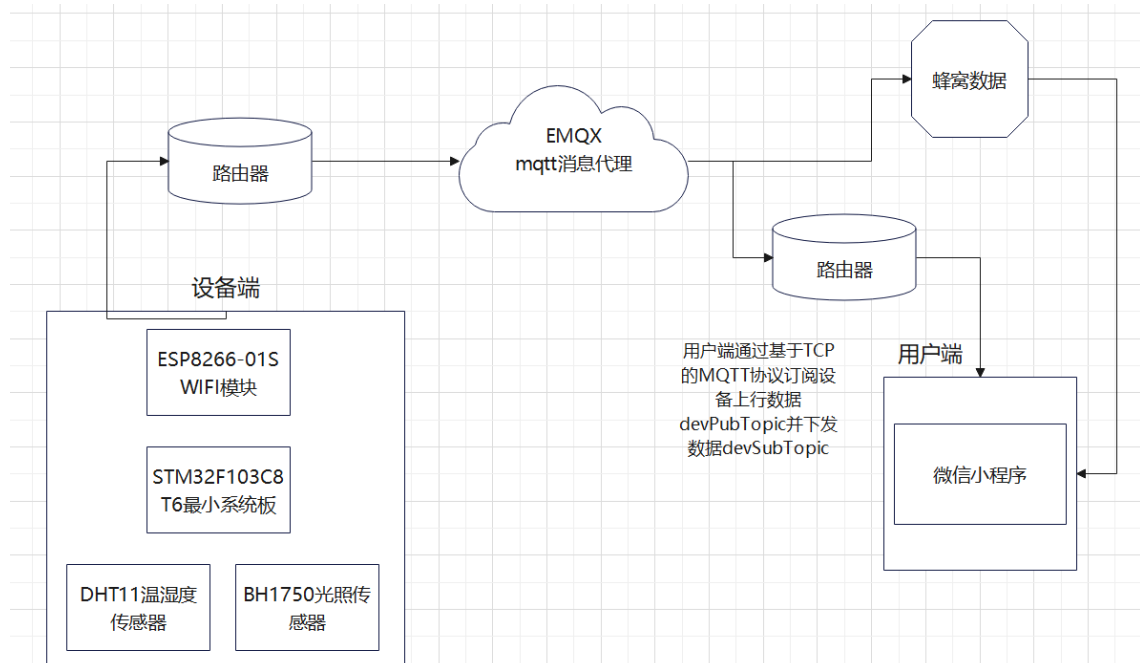 蜂窝数据
EMQX
mqtt消息代理
路由器
路由器
设备端
ESP8266-01S
WIFI模块
STM32F103C8
T6最小系统板
DHT11温湿度
传感器
BH1750光照传
感器
用户端通过基于TCP
的MQTT协议订阅设
备上行数据
devPubTopic并下发
数据devSubTopic
用户端
微信小程序